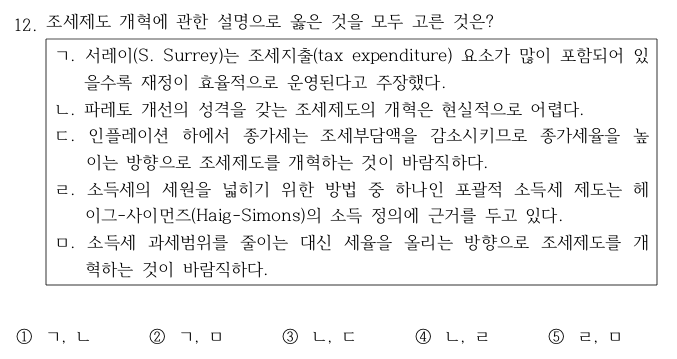 12. 조세제도 개혁에 관한 설명으로 옳은 것을 모두 고른 것은?
ㄱ. 서레이(S. Surrey)는 조세지출(tax expenditure) 요소가 많이 포함되어 있
을수록 재정이 효율적으로 운영된다고 주장했다.
ㄴ. 파레토 개선의 성격을 갖는 조세제도의 개혁은 현실적으로 어렵다.
ㄷ. 인플레이션 하에서 종가세는 조세부담액을 감소시키므로 종가세율을 높
이는 방향으로 조세제도를 개혁하는 것이 바람직하다.
ㄹ. 소득세의 세원을 넓히기 위한 방법 중 하나인 포괄적 소득세 제도는 헤
이그-사이먼즈(Haig-Simons)의 소득 정의에 근거를 두고 있다.
ㅁ. 소득세 과세범위를 줄이는 대신 세율을 올리는 방향으로 조세제도를 개
혁하는 것이 바람직하다.
① ㄱ, ㄴ ② ㄱ, ㅁ ③ ㄴ, ㄷ ④ ㄴ, ㄹ ⑤ ㄹ, ㅁ